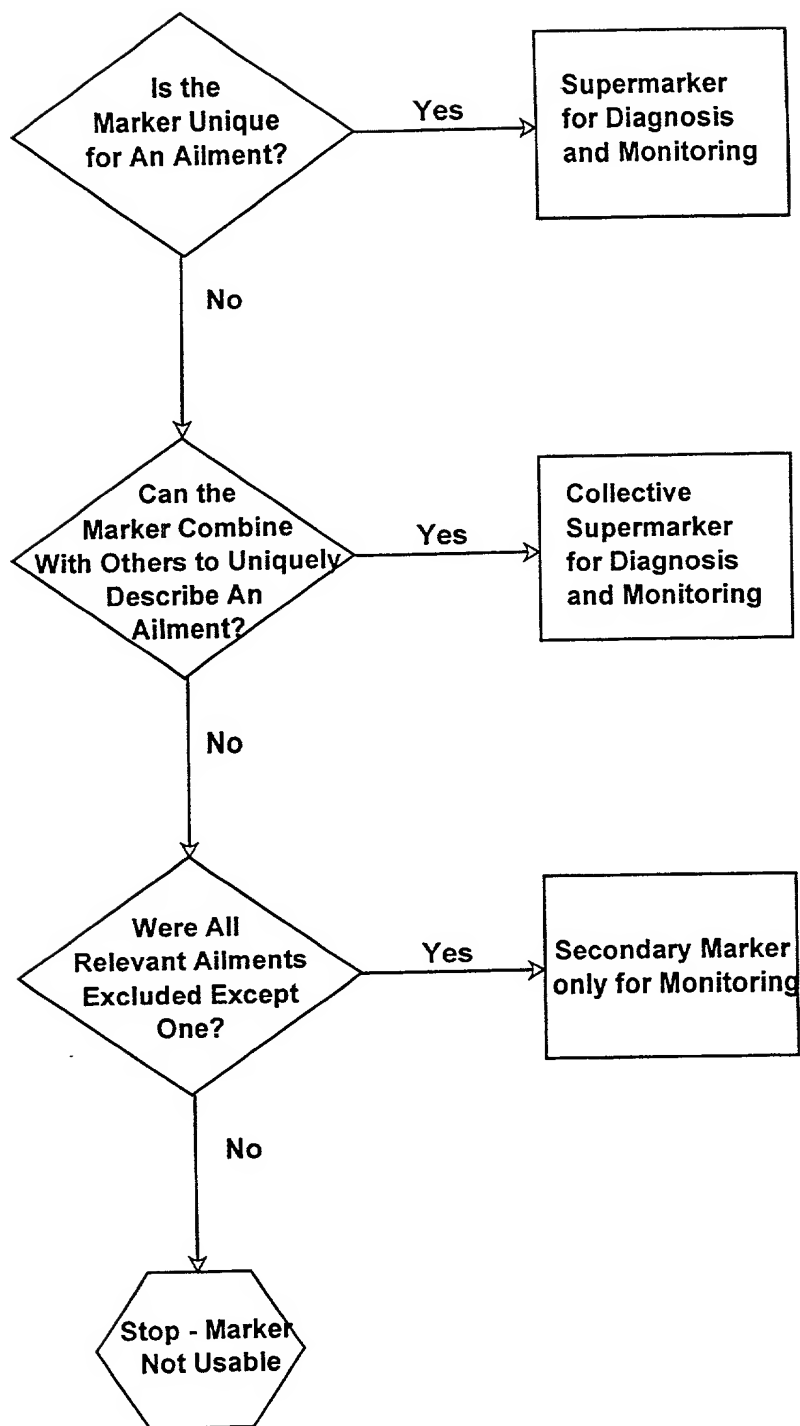 Is the
Marker Unique
for An Ailment?
Yes
Supermarker
for Diagnosis
and Monitoring
No
Can the
Marker Combine
With Others to Uniquely
Describe An
Ailment?
Yes
Collective
Supermarker
for Diagnosis
and Monitoring
No
Were All
Relevant Ailments
Excluded Except
One?
Yes
Secondary Marker
only for Monitoring
No
Stop - Marker
Not Usable